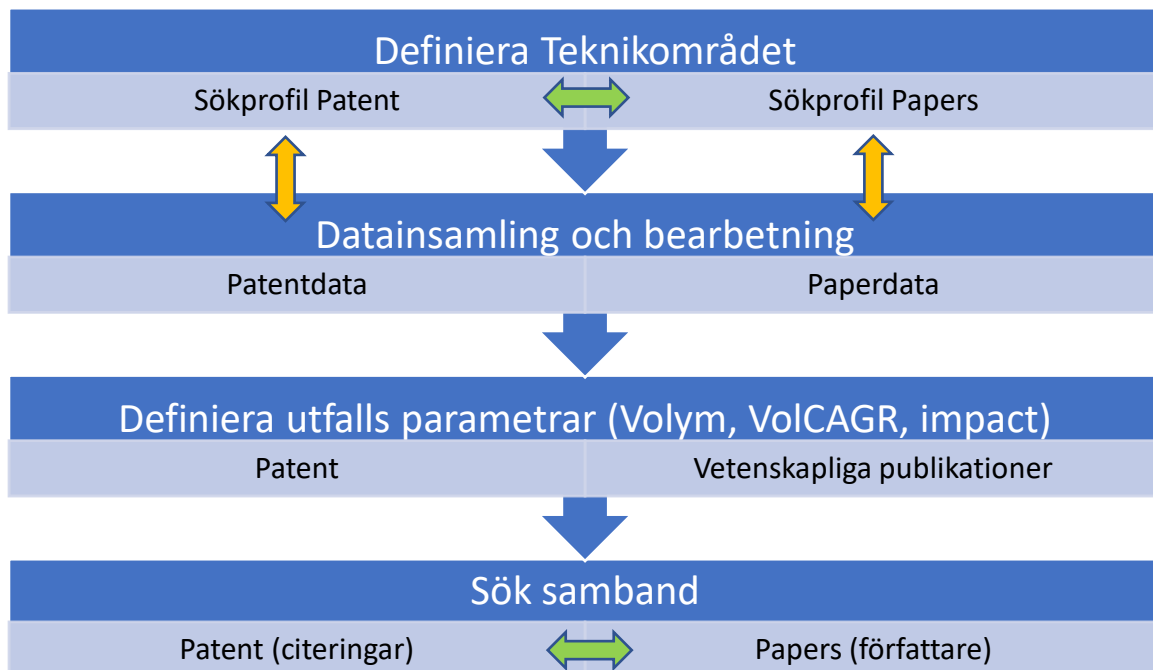 Definiera Teknikområdet
Sökprofil Patent
Sökprofil Papers
Datainsamling och bearbetning
Patentdata
Paperdata
Definiera utfalls parametrar (Volym, VolCAGR, impact)
Patent
Vetenskapliga publikationer
Sök samband
Patent (citeringar)
Papers (författare)